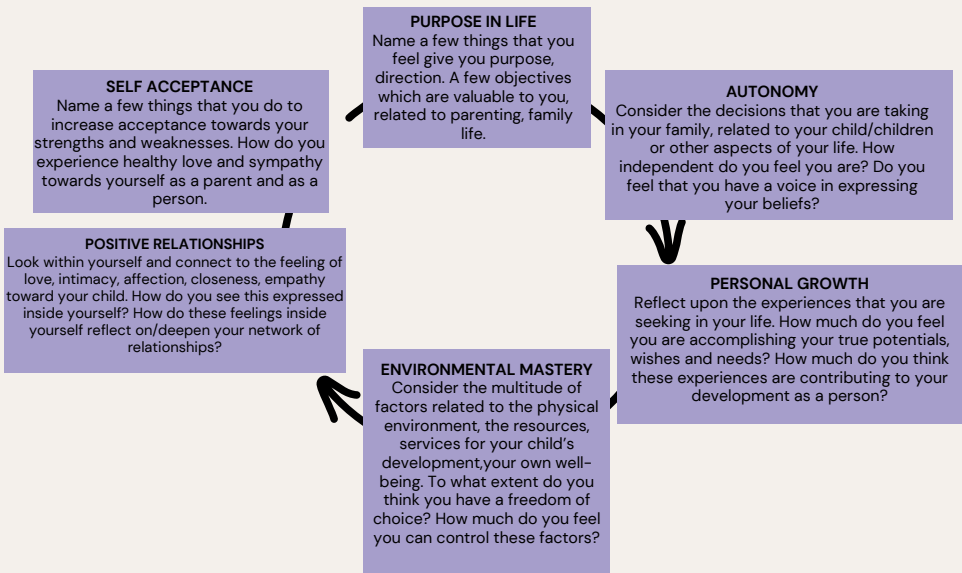 PURPOSE IN LIFE
Name a few things that you
feel give you purpose,
direction. A few objectives
which are valuable to you,
related to parenting, family
life.
AUTONOMY
Consider the decisions that you are taking
in your family, related to your child/children
or other aspects of your life. How
independent do you feel you are? Do you
feel that you have a voice in expressing
your beliefs?
PERSONAL GROWTH
Reflect upon the experiences that you are
seeking in your life. How much do you feel
you are accomplishing your true potentials,
wishes and needs? How much do you think
these experiences are contributing to your
development as a person?
ENVIRONMENTAL MASTERY
Consider the multitude of
factors related to the physical
environment, the resources,
services for your child's
development,your own well-
being. To what extent do you
think you have a freedom of
choice? How much do you feel
you can control these factors?
POSITIVE RELATIONSHIPS
Look within yourself and connect to the feeling of
love, intimacy, affection, closeness, empathy
toward your child. How do you see this expressed
inside yourself? How do these feelings inside
yourself reflect on/deepen your network of
relationships?
SELF ACCEPTANCE
Name a few things that you do to
increase acceptance towards your
strengths and weaknesses. How do you
experience healthy love and sympathy
towards yourself as a parent and as a
person.